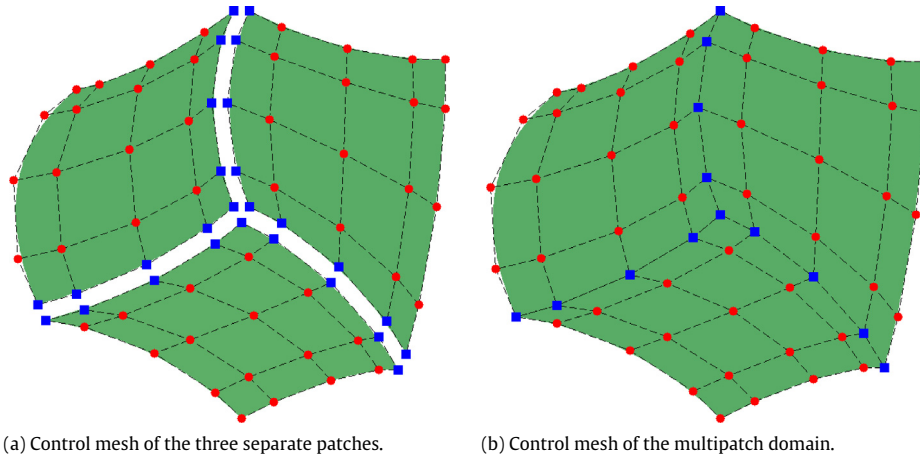 (a) Control mesh of the three separate patches.
(b) Control mesh of the multipatch domain.